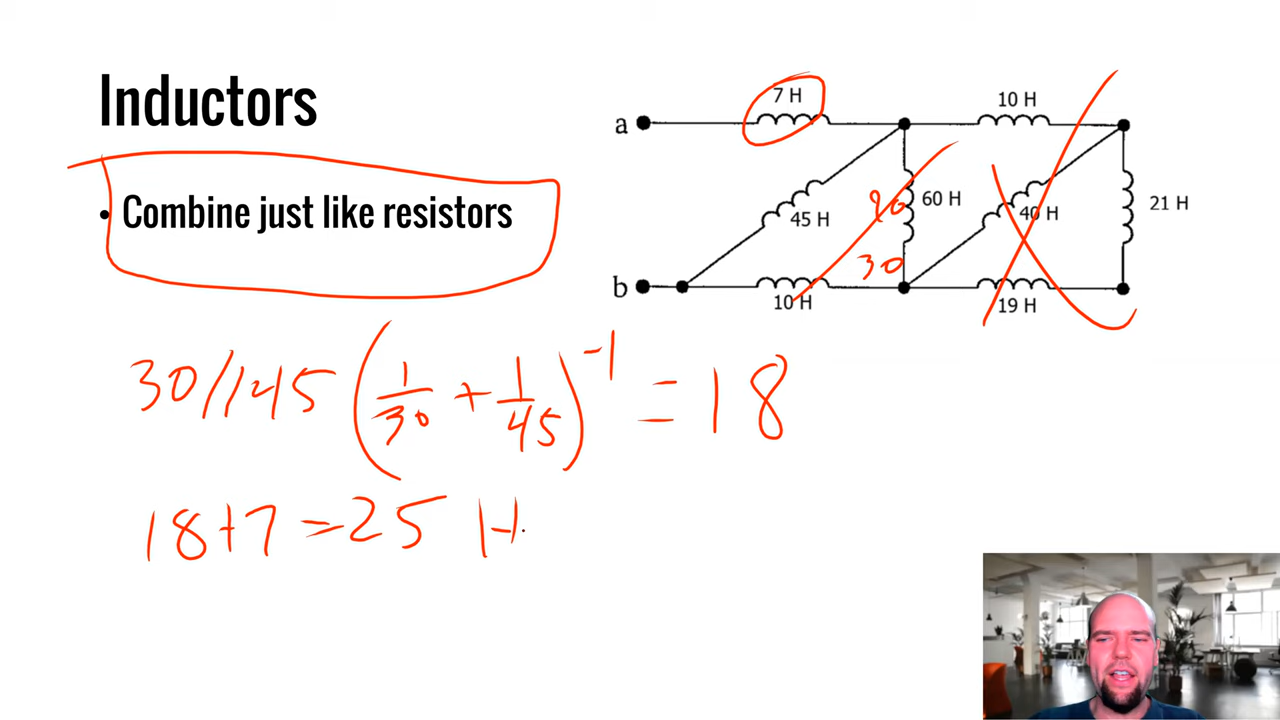 Inductors
• Combine just like resistors
a
7 H
10 H
45 H
60 H
20
30
40 H
21 H
b
10 H
19 H
30//45 (1/30 + 1/45)^-1 = 18
18+7 = 25 H